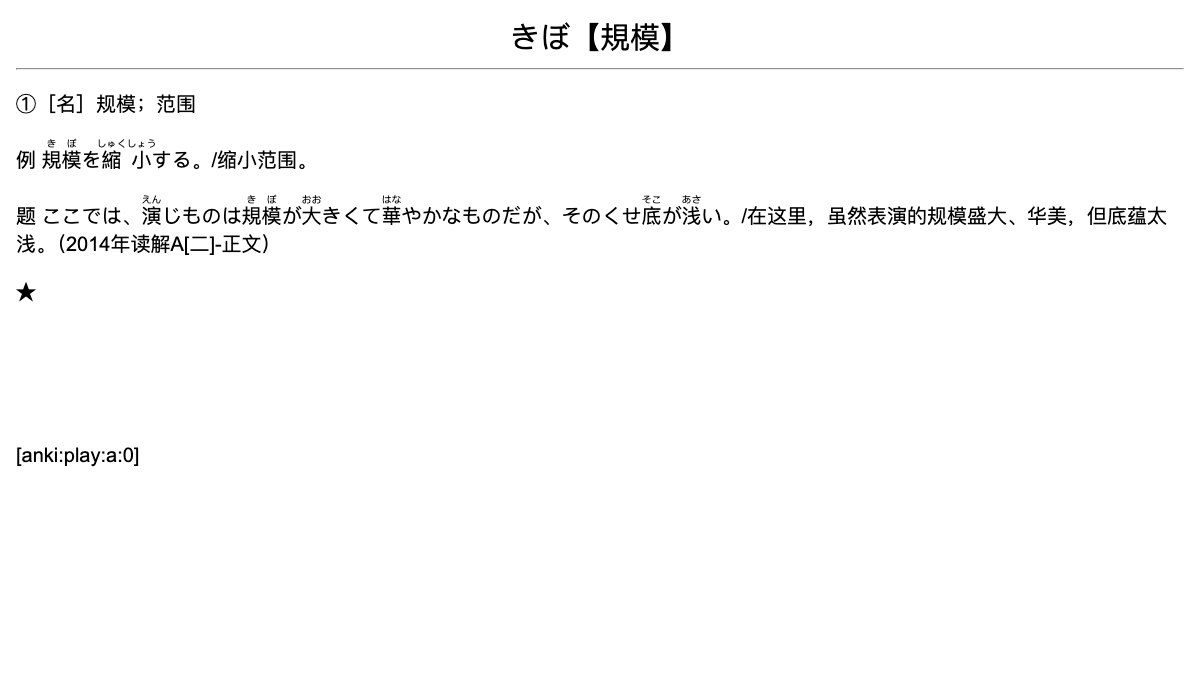 きぼ【規模】
①［名］规模；范围
きぼ しゅくしょう
例 規模を縮小する。/缩小范围。
えん きぼ おお はな そこ あさ
题 ここでは、演じものは規模が大きくて華やかなものだが、そのくせ底が浅い。/在这里，虽然表演的规模盛大、华美，但底蕴太
浅。（2014年读解A[二]-正文）
★
[anki:play:a:0]